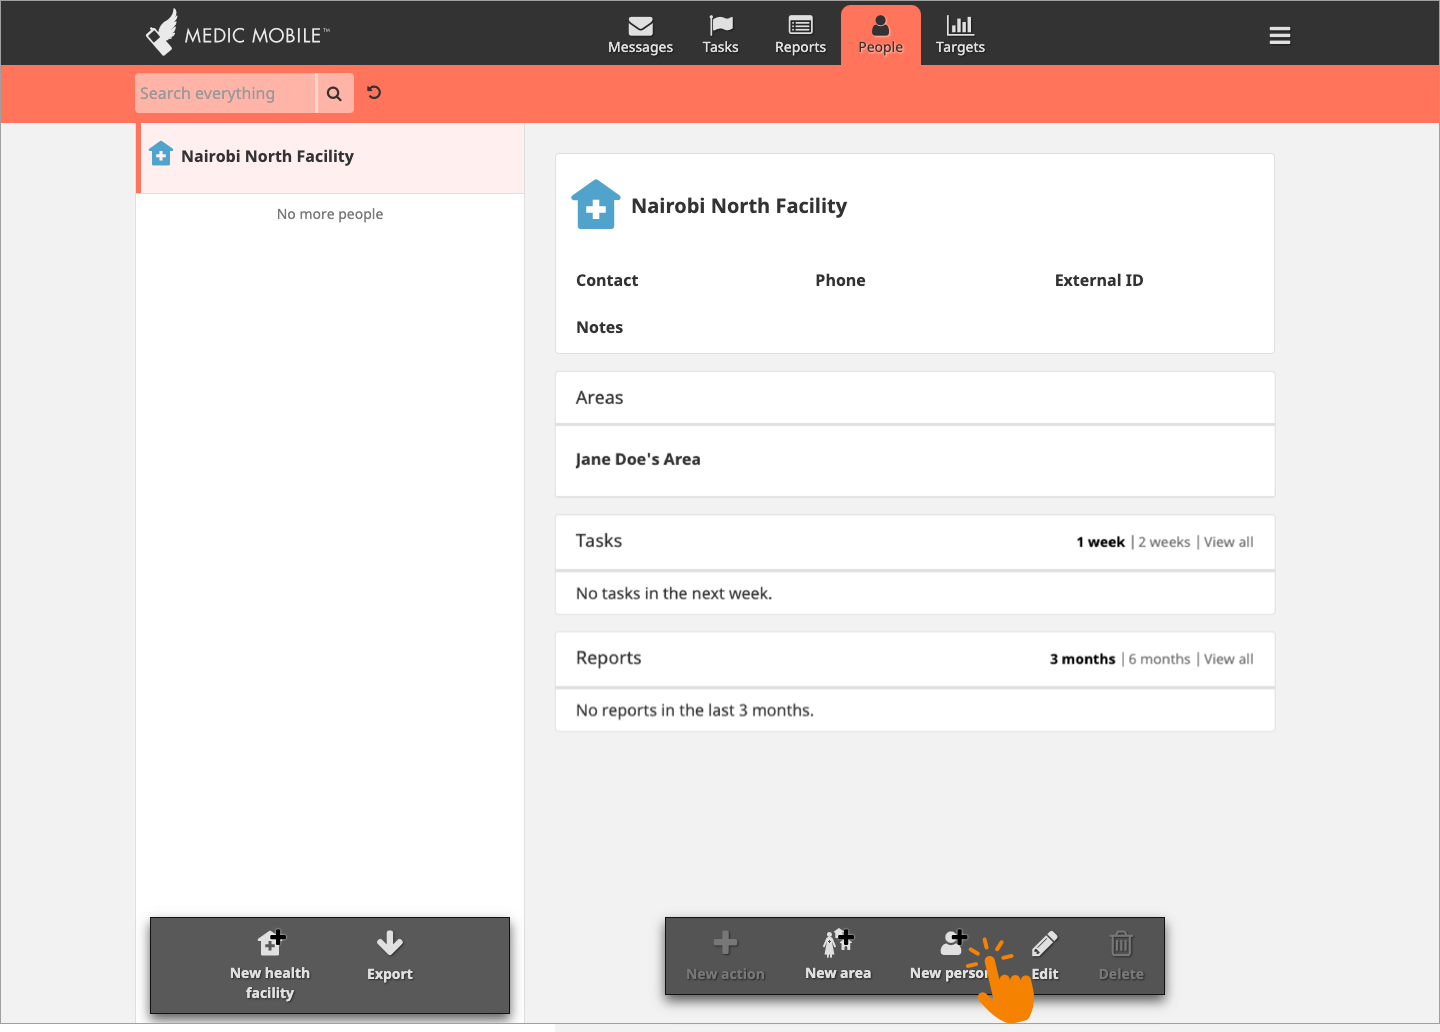 MEDIC MOBILE™
Messages
Tasks
Reports
People
Targets
Search everything
Nairobi North Facility
No more people
Nairobi North Facility
Contact
Phone
External ID
Notes
Areas
Jane Doe's Area
Tasks
1 week | 2 weeks | View all
No tasks in the next week.
Reports
3 months | 6 months | View all
No reports in the last 3 months.
New health
facility
Export
New action
New area
New person
Edit
Delete